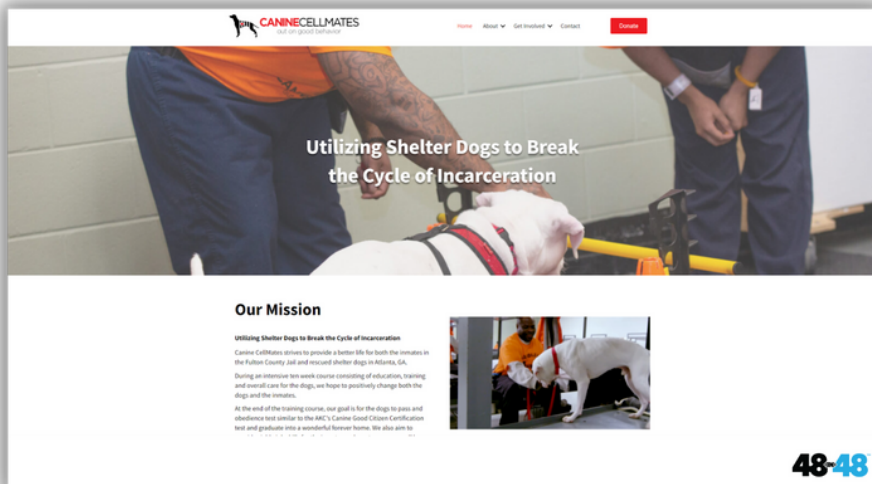 CANINECELLMATES
out on good behavior
Home About Get Involved Contact Donate
Utilizing Shelter Dogs to Break
the Cycle of Incarceration
Our Mission
Utilizing Shelter Dogs to Break the Cycle of Incarceration
Canine CellMates strives to provide a better life for both the inmates in
the Fulton County Jail and rescued shelter dogs in Atlanta, GA.
During an intensive ten week course consisting of education, training
and overall care for the dogs, we hope to positively change both the
dogs and the inmates.
At the end of the training course, our goal is for the dogs to pass and
obedience test similar to the AKC's Canine Good Citizen Certification
test and graduate into a wonderful forever home. We also aim to
48in48